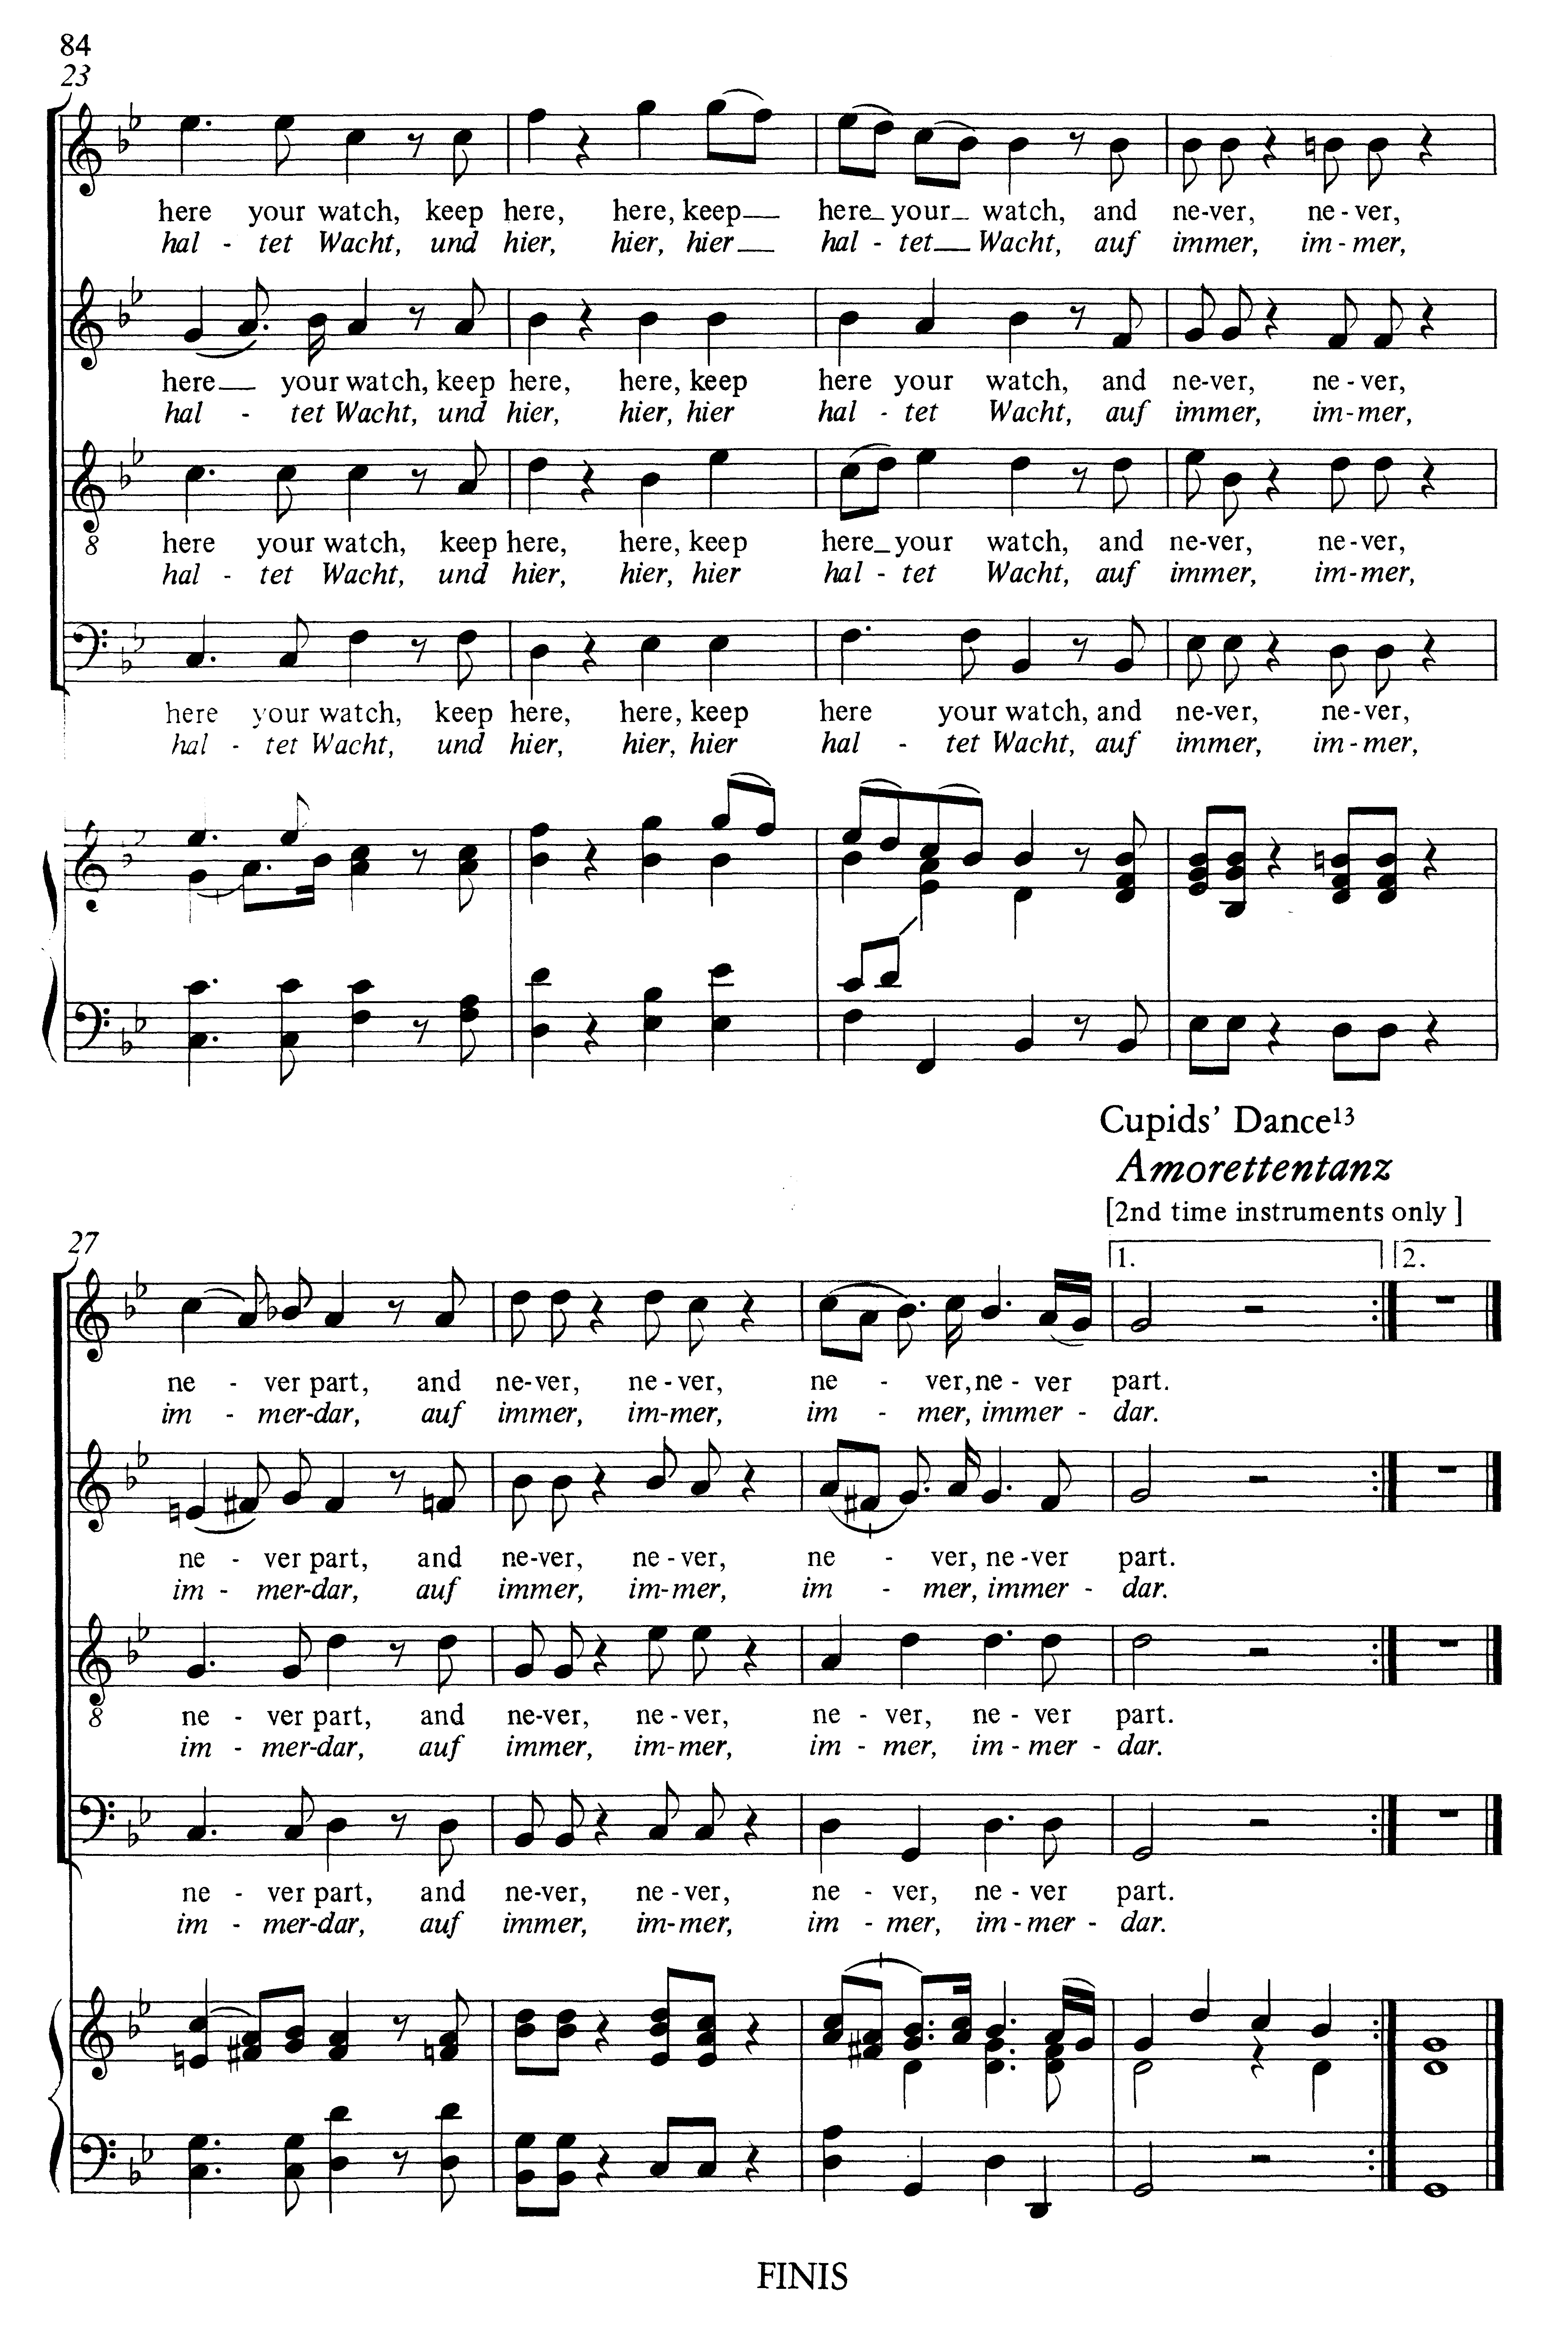 84
23
here your watch, keep here, here, keep here your watch, and ne-ver, ne-ver,
hal - tet Wacht, und hier, hier, hier hal - tet Wacht, auf immer, im-mer,
here your watch, keep here, here, keep here your watch, and ne-ver, ne-ver,
hal - tet Wacht, und hier, hier, hier hal - tet Wacht, auf immer, im-mer,
8
here your watch, keep here, here, keep here your watch, and ne-ver, ne-ver,
hal - tet Wacht, und hier, hier, hier hal - tet Wacht, auf immer, im-mer,
here your watch, keep here, here, keep here your watch, and ne-ver, ne-ver,
hal - tet Wacht, und hier, hier, hier hal - tet Wacht, auf immer, im-mer,
Cupids' Dance¹³
Amorettentanz
[2nd time instruments only ]
27
1. 2.
ne - ver part, and ne-ver, ne-ver, ne - ver, ne - ver part.
im - mer-dar, auf immer, im-mer, im - mer, immer - dar.
ne - ver part, and ne-ver, ne-ver, ne - ver, ne-ver part.
im - mer-dar, auf immer, im-mer, im - mer, immer - dar.
8
ne - ver part, and ne-ver, ne-ver, ne - ver, ne - ver part.
im - mer-dar, auf immer, im-mer, im - mer, im-mer - dar.
ne - ver part, and ne-ver, ne-ver, ne - ver, ne - ver part.
im - mer-dar, auf immer, im-mer, im - mer, im-mer - dar.
FINIS